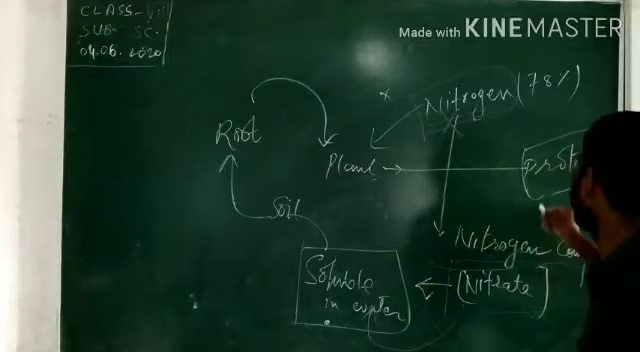 CLASS-VIII
SUB- SC.
04.06.2020
Made with KINEMASTER
Nitrogen (78%)
x
Root
Plant
Soil
Nitrogen
Soluble
in water
(Nitrate)